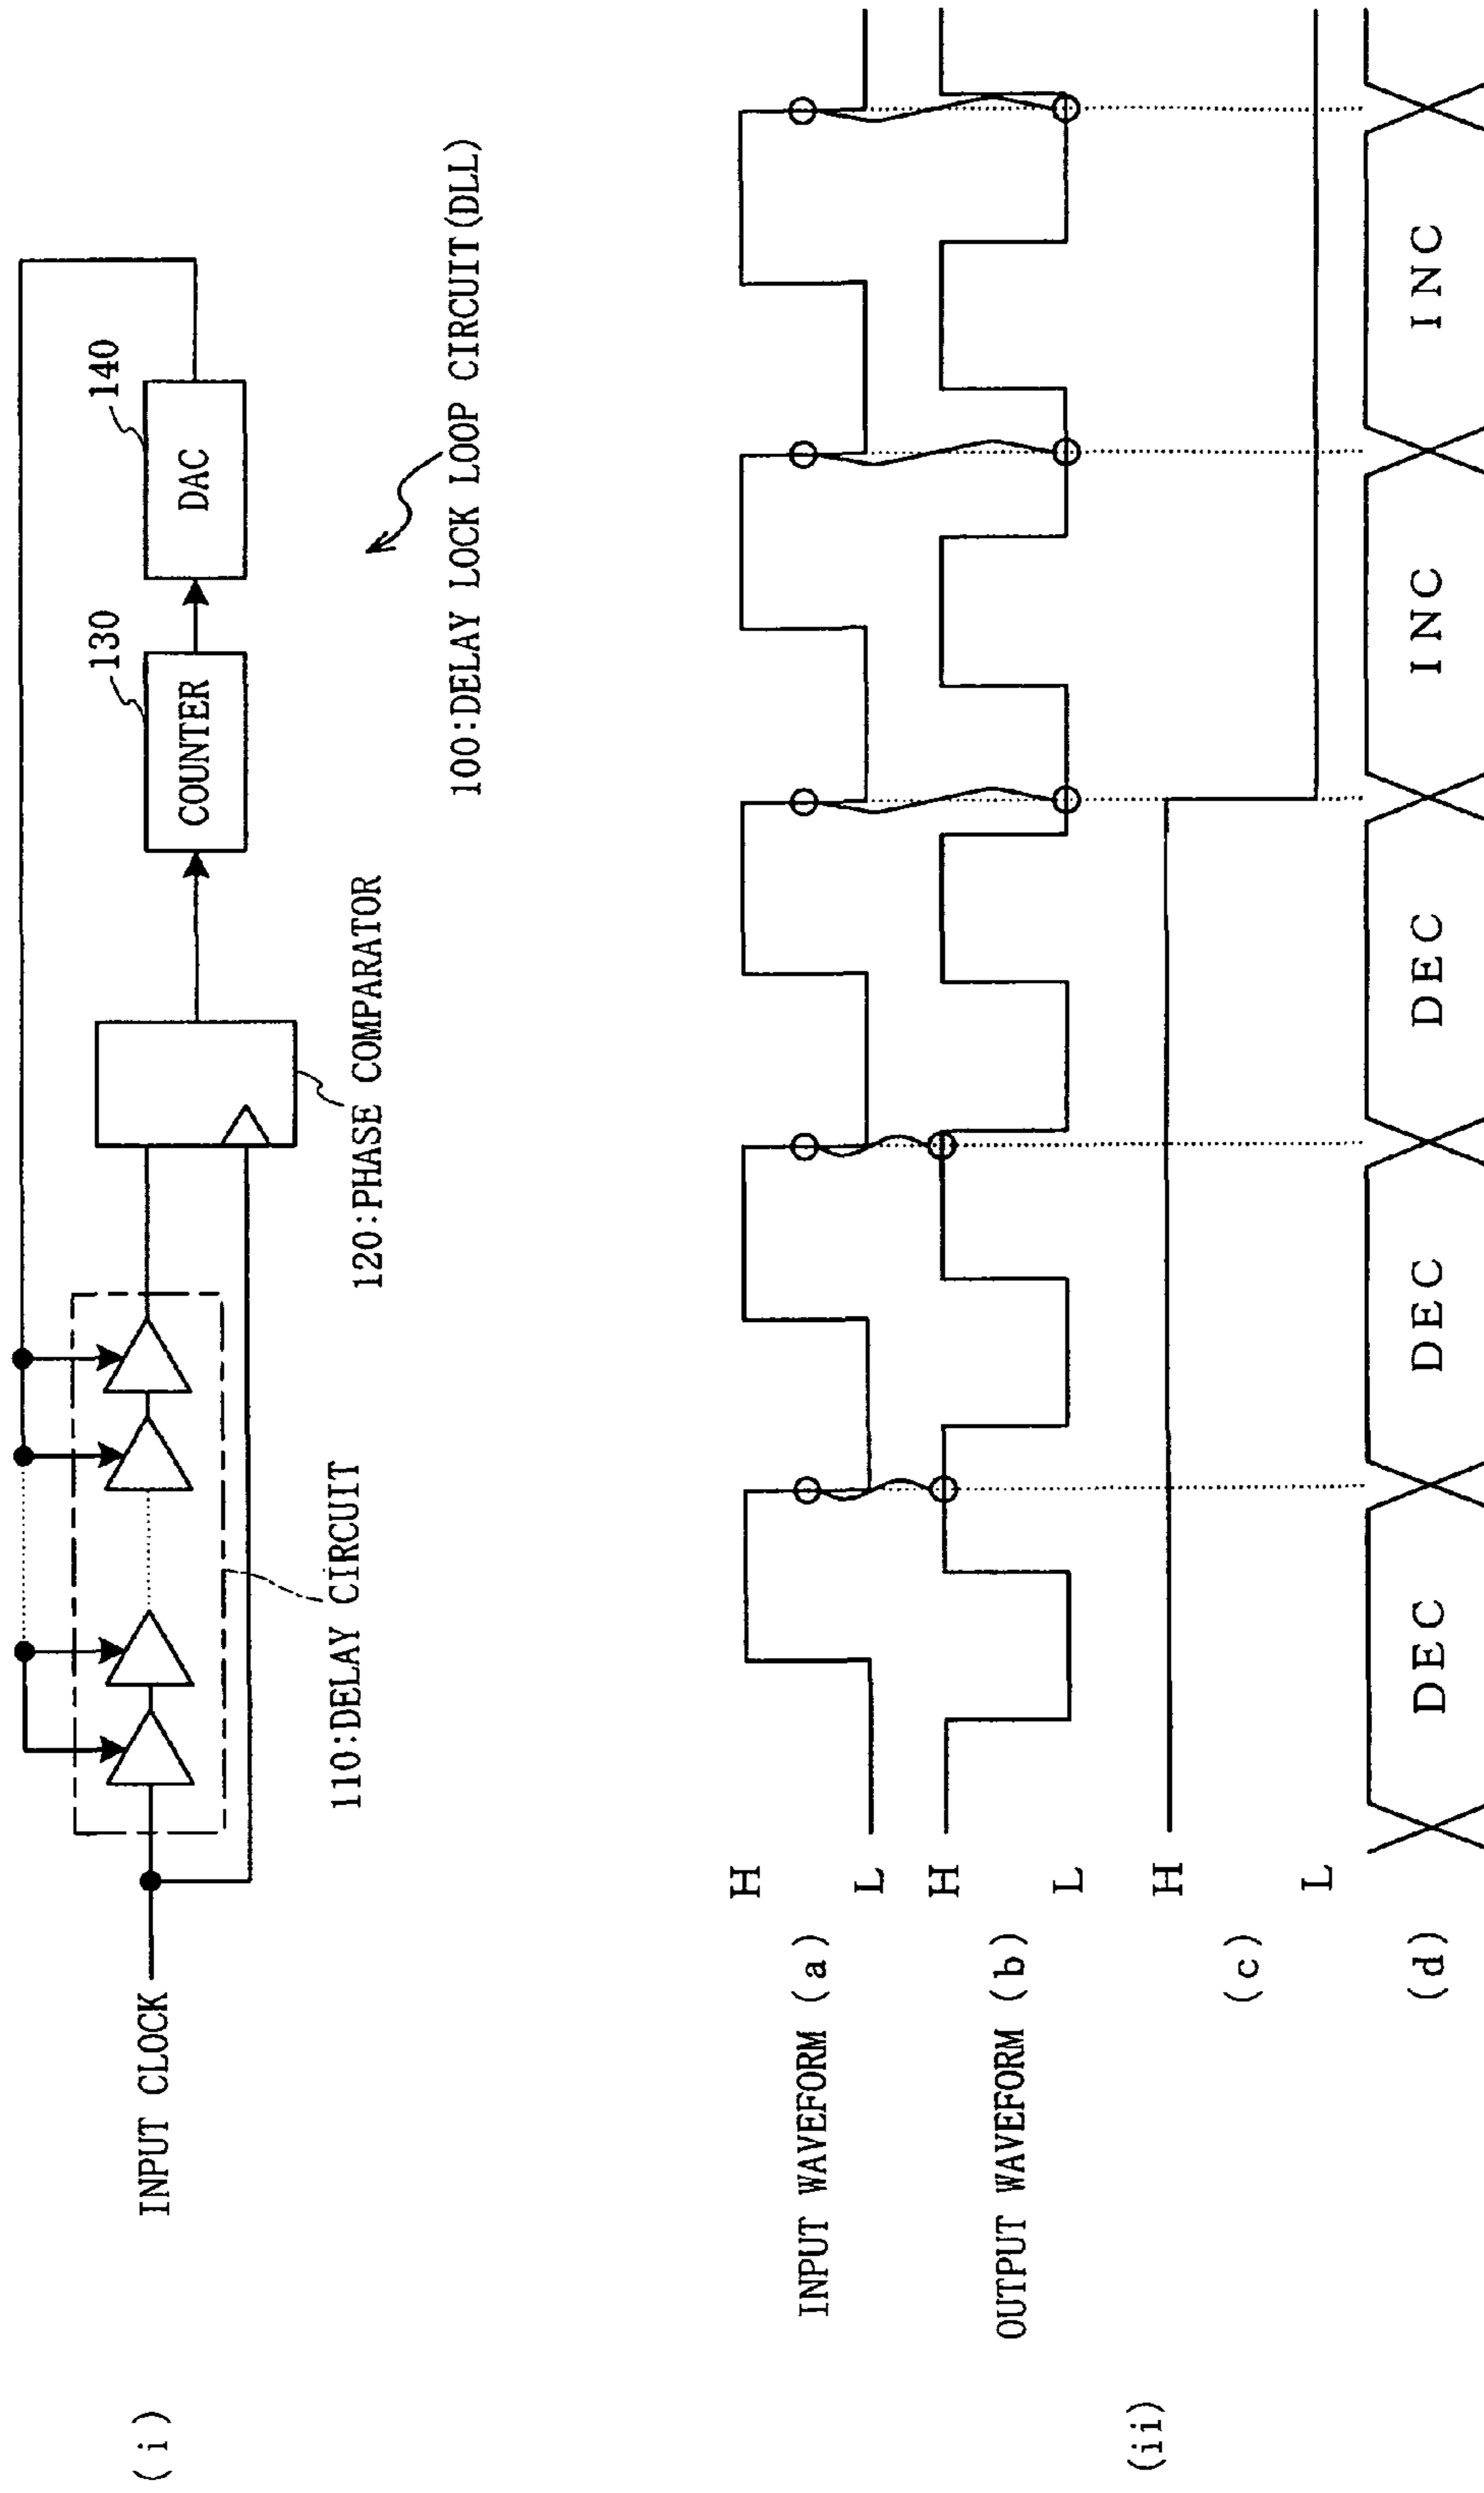 (i)
INPUT CLOCK
110:DELAY CIRCUIT
120:PHASE COMPARATOR
COUNTER
130
DAC
140
100:DELAY LOCK LOOP CIRCUIT(DLL)
(ii)
INPUT WAVEFORM (a)
H
L
OUTPUT WAVEFORM (b)
H
L
(c)
H
L
(d)
DEC
DEC
DEC
INC
INC